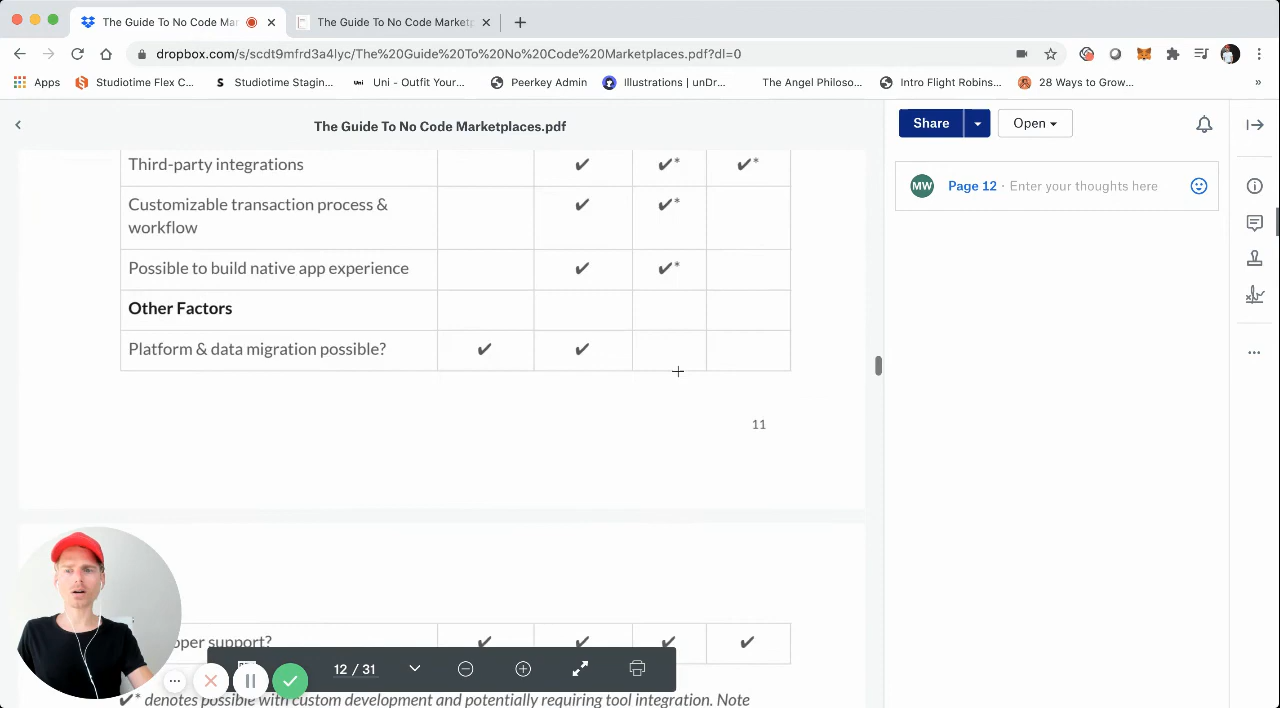 The Guide To No Code Mar
The Guide To No Code Marketp
dropbox.com/s/scdt9mfrd3a4lyc/The%20Guide%20To%20No%20Code%20Marketplaces.pdf?dl=0
Apps
Studiotime Flex C...
S Studiotime Stagin...
uni Uni - Outfit Your...
Peerkey Admin
Illustrations | unDr...
The Angel Philoso...
Intro Flight Robins...
28 Ways to Grow...
»
The Guide To No Code Marketplaces.pdf
Share
Open
Third-party integrations ✔ ✔* ✔*
Customizable transaction process &
workflow ✔ ✔*
Possible to build native app experience ✔ ✔*
Other Factors
Platform & data migration possible? ✔ ✔
11
oper support? ✔ ✔ ✔ ✔
✔* denotes possible with custom development and potentially requiring tool integration. Note
12 / 31
MW Page 12 · Enter your thoughts here